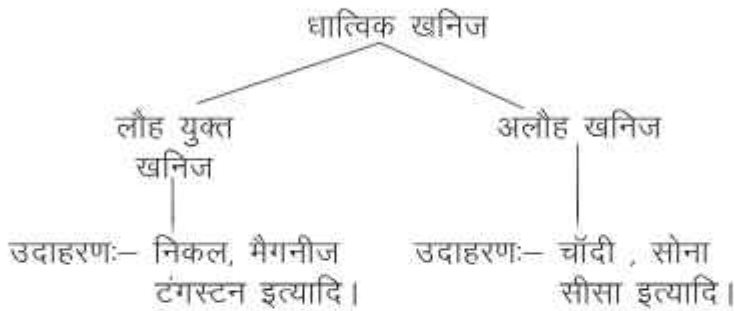 धात्विक खनिज
लौह युक्त
खनिज
अलौह खनिज
उदाहरणः– निकल, मैगनीज
टंगस्टन इत्यादि।
उदाहरणः– चॉदी , सोना
सीसा इत्यादि।